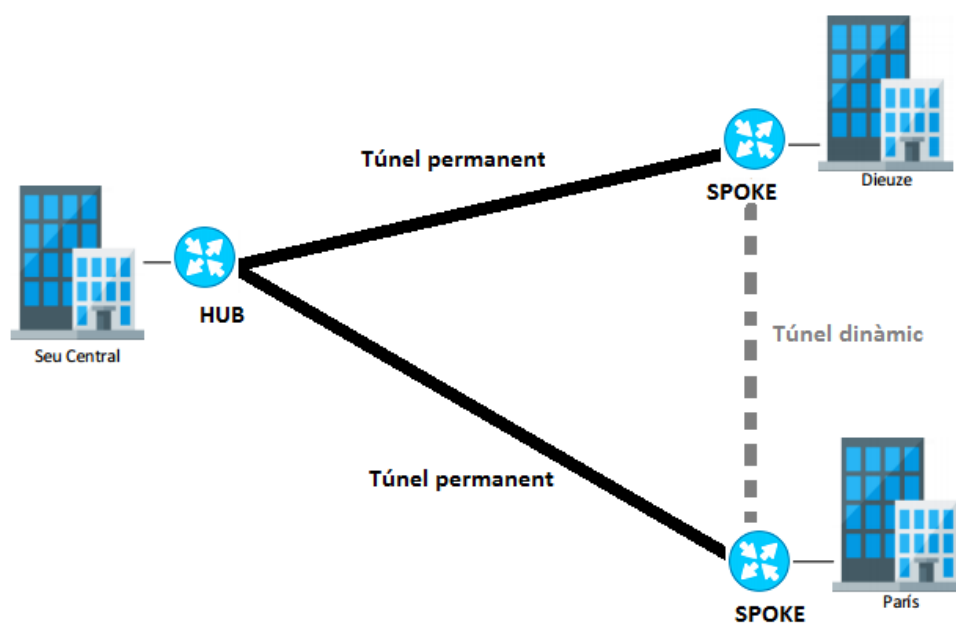 Túnel permanent
SPOKE
Dieuze
HUB
Seu Central
Túnel dinàmic
Túnel permanent
SPOKE
París